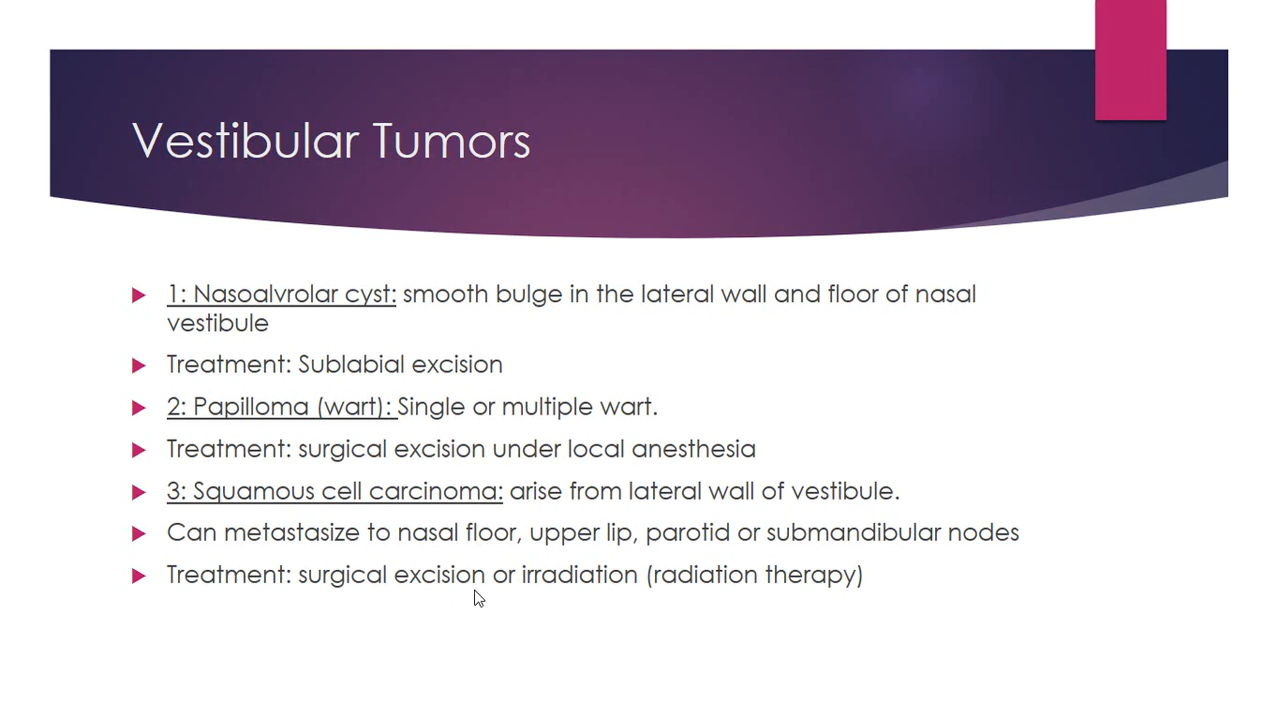 Vestibular Tumors
1: Nasoalvrolar cyst: smooth bulge in the lateral wall and floor of nasal
vestibule
Treatment: Sublabial excision
2: Papilloma (wart): Single or multiple wart.
Treatment: surgical excision under local anesthesia
3: Squamous cell carcinoma: arise from lateral wall of vestibule.
Can metastasize to nasal floor, upper lip, parotid or submandibular nodes
Treatment: surgical excision or irradiation (radiation therapy)